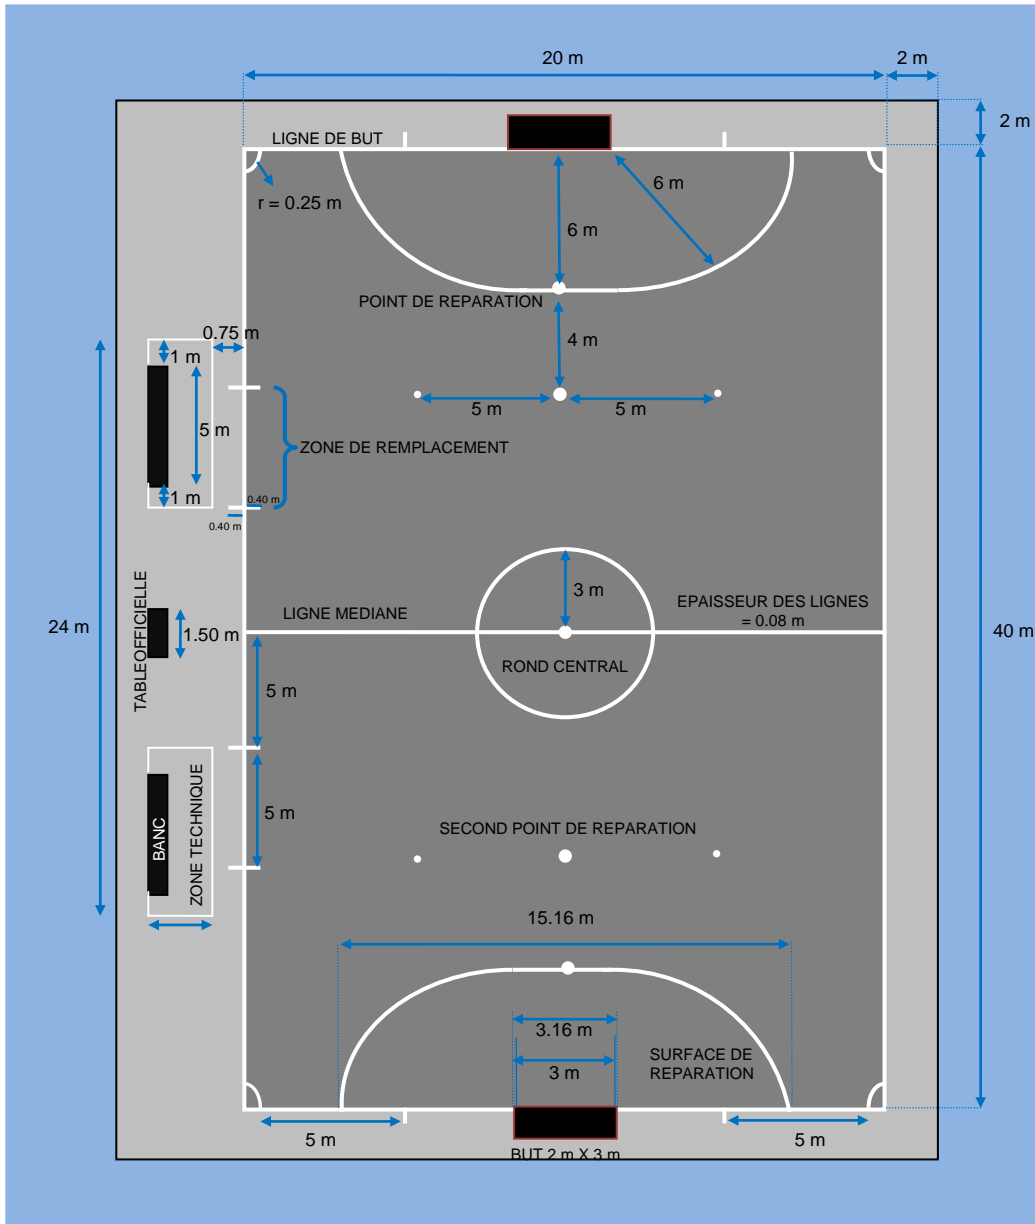 20 m
2 m
2 m
LIGNE DE BUT
6 m
r = 0.25 m
6 m
POINT DE REPARATION
0.75 m
4 m
1 m
5 m
5 m
5 m
ZONE DE REMPLACEMENT
1 m
0.40 m
0.40 m
3 m
TABLEOFFICIELLE
LIGNE MEDIANE
EPAISSEUR DES LIGNES
= 0.08 m
24 m
1.50 m
40 m
ROND CENTRAL
5 m
ZONE TECHNIQUE
BANC
5 m
SECOND POINT DE REPARATION
15.16 m
3.16 m
SURFACE DE
REPARATION
3 m
5 m
5 m
BUT 2 m X 3 m